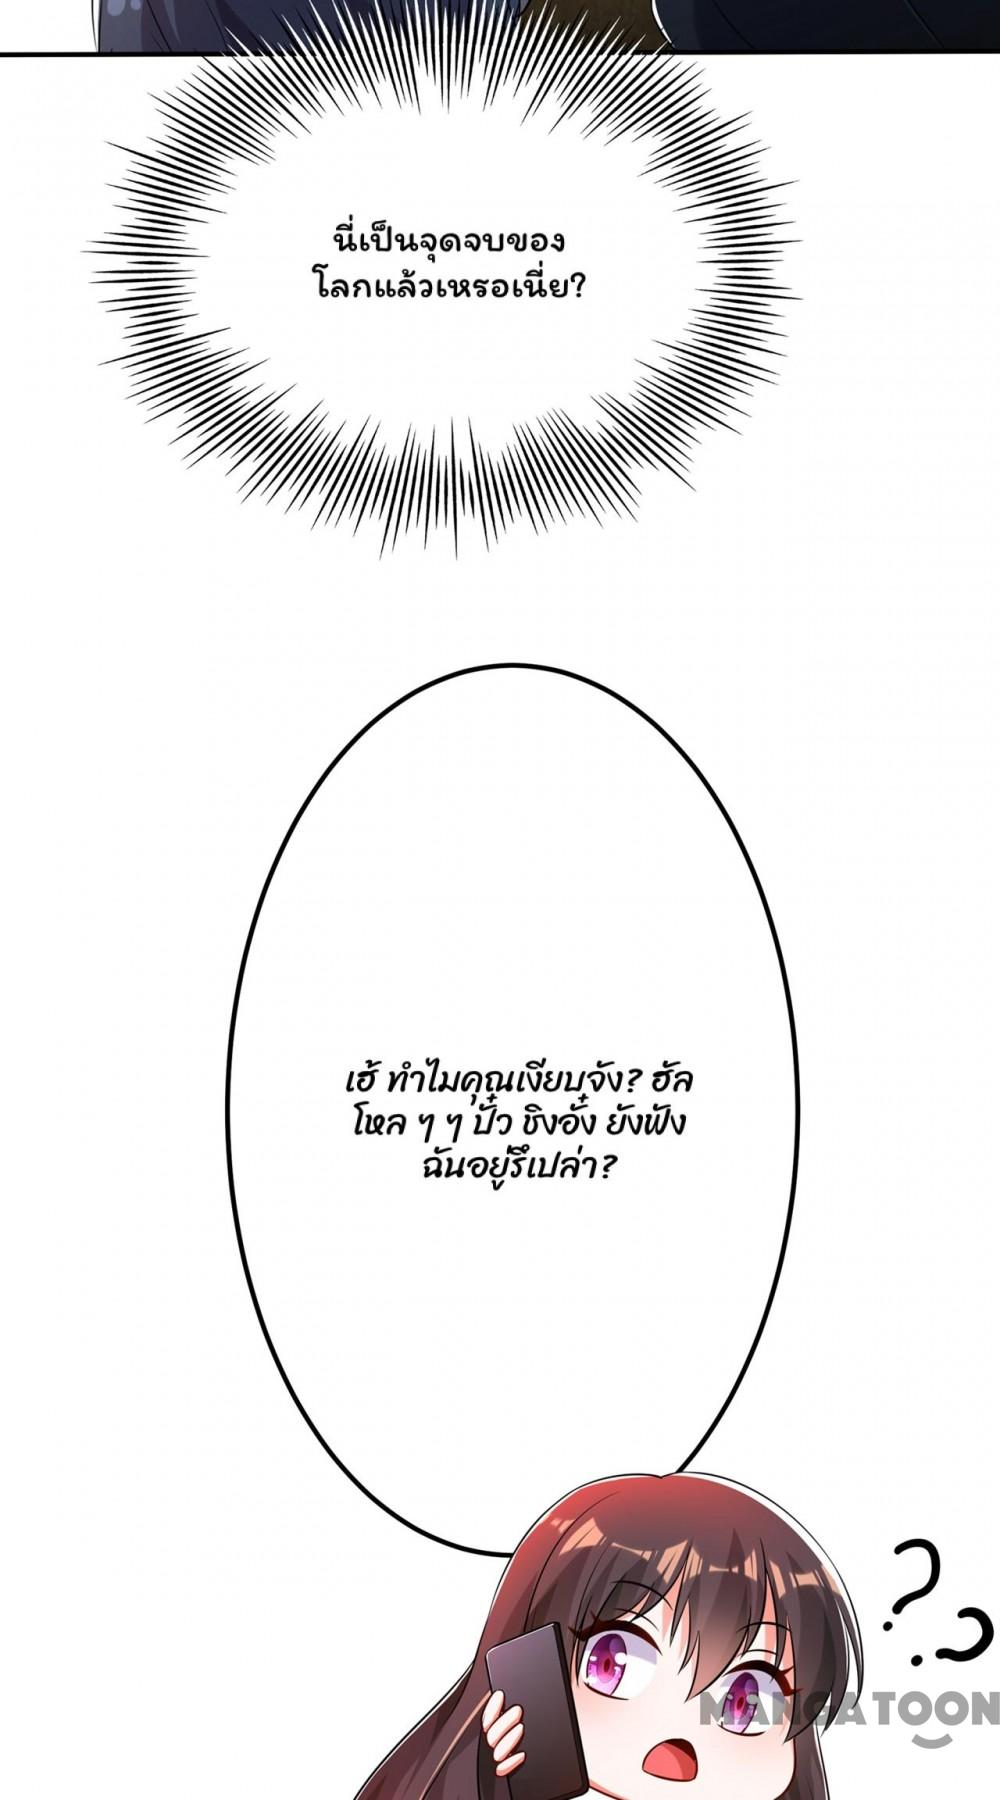 นี่เป็นจุดจบของ
โลกแล้วเหรอเนี่ย?
เฮ้ ทำไมคุณเงียบจัง? ฮัล
โหล ๆ ๆ ปั๋ว ชิงอั๋ง ยังฟัง
ฉันอยู่รึเปล่า?
??
MANGATOON